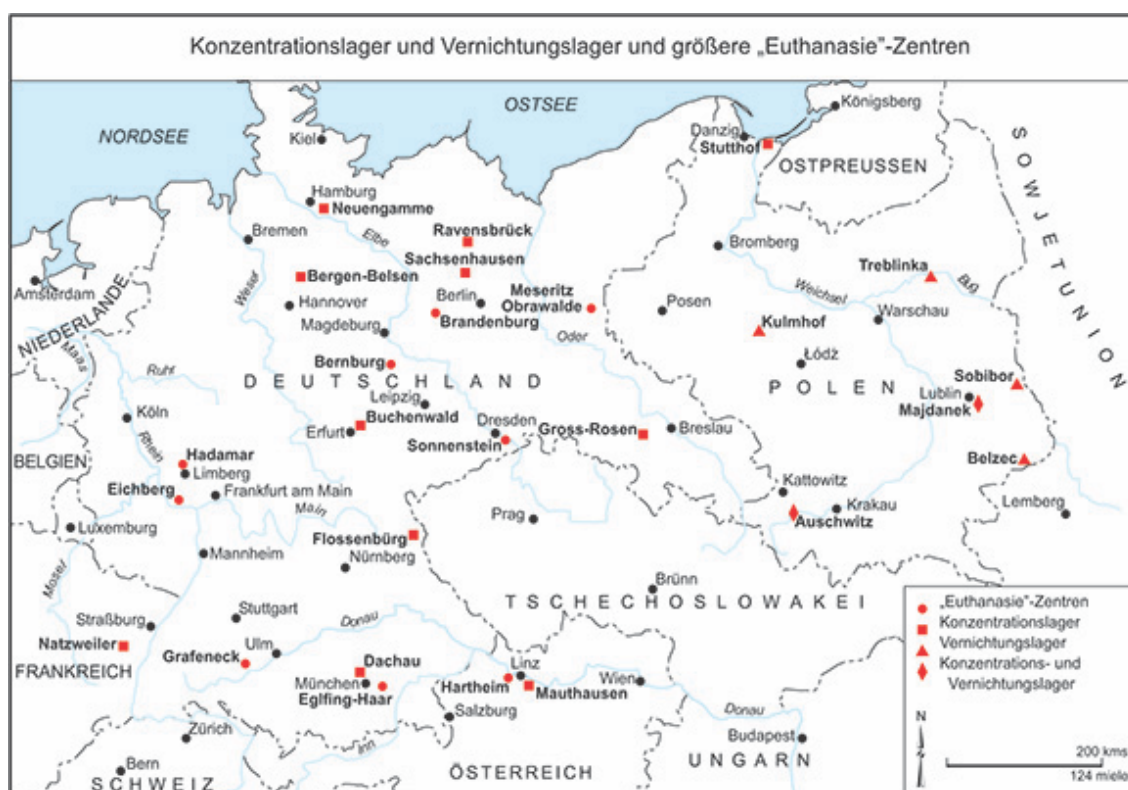 Konzentrationslager und Vernichtungslager und größere „Euthanasie”-Zentren
OSTSEE
NORDSEE
Königsberg
Kiel
Danzig
Stutthof
OSTPREUSSEN
SOWJETUNION
Hamburg
Neuengamme
Bremen
Elbe
Ravensbrück
Sachsenhausen
Bromberg
Weser
Bergen-Belsen
Treblinka
Bug
Amsterdam
Hannover
Berlin
Meseritz
Obrawalde
Posen
Weichsel
Warschau
NIEDERLANDE
Magdeburg
Brandenburg
Oder
Kulmhof
Maas
Ruhr
Bernburg
Łódź
DEUTSCHLAND
POLEN
Sobibor
Leipzig
Lublin
Majdanek
Köln
Buchenwald
Erfurt
Dresden
Sonnenstein
Gross-Rosen
Breslau
Rhein
BELGIEN
Hadamar
Limberg
Belzec
Eichberg
Frankfurt am Main
Main
Kattowitz
Krakau
Auschwitz
Lemberg
Luxemburg
Prag
Flossenbürg
Mannheim
Nürnberg
Mosel
Brünn
TSCHECHOSLOWAKEI
Straßburg
Stuttgart
Donau
Natzweiler
Ulm
FRANKREICH
Grafeneck
Dachau
München
Eglfing-Haar
Linz
Hartheim
Mauthausen
Wien
Salzburg
Donau
Zürich
Inn
Budapest
Bern
SCHWEIZ
ÖSTERREICH
UNGARN
„Euthanasie”-Zentren
Konzentrationslager
Vernichtungslager
Konzentrations- und
Vernichtungslager
N
200 kms
124 miele